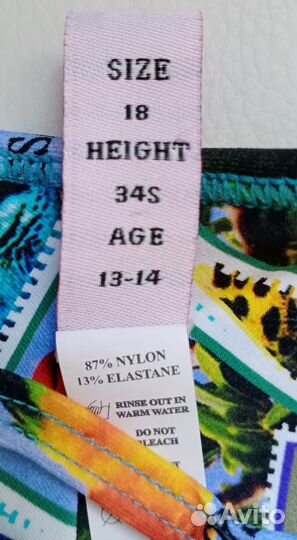 SIZE
18
HEIGHT
34S
AGE
13-14
87% NYLON
13% ELASTANE
RINSE OUT IN
WARM WATER
DO NOT
BLEACH
Avito